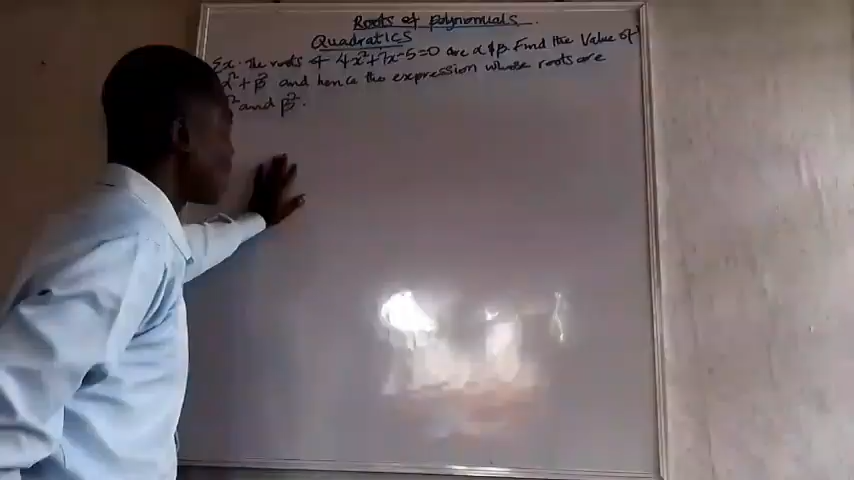 Roots of polynomials.
Quadratics
Ex. The roots of 4x²+7x-5=0 are α & β. Find the Value of
α²+β² and hence the expression whose roots are
² and β².